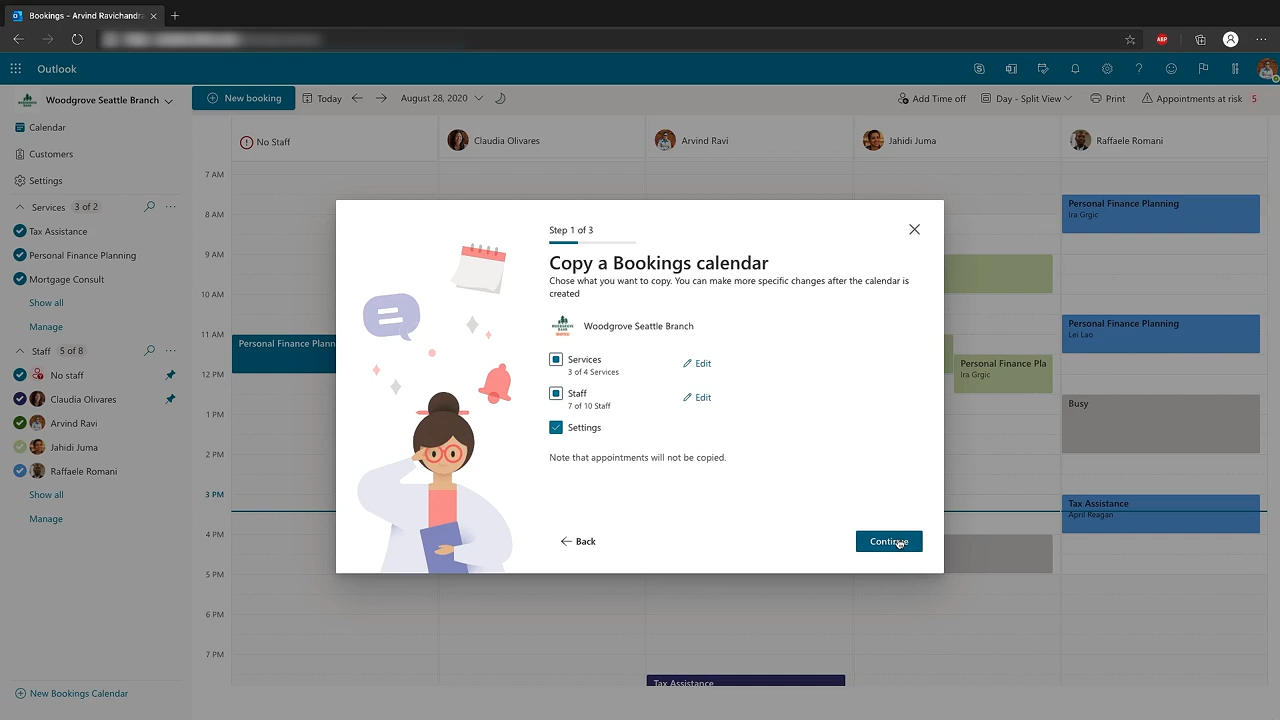 Bookings - Arvind Ravichandra
Outlook
Woodgrove Seattle Branch
New booking
Today
August 28, 2020
Add Time off
Day - Split View
Print
Appointments at risk 5
Calendar
Customers
Settings
Services 3 of 2
Tax Assistance
Personal Finance Planning
Mortgage Consult
Show all
Manage
Staff 5 of 8
No staff
Claudia Olivares
Arvind Ravi
Jahidi Juma
Raffaele Romani
Show all
Manage
New Bookings Calendar
No Staff
Claudia Olivares
Arvind Ravi
Jahidi Juma
Raffaele Romani
7 AM
8 AM
9 AM
10 AM
11 AM
12 PM
1 PM
2 PM
3 PM
4 PM
5 PM
6 PM
7 PM
Personal Finance Plann
Step 1 of 3
Copy a Bookings calendar
Chose what you want to copy. You can make more specific changes after the calendar is
created
Woodgrove Seattle Branch
Services
3 of 4 Services
Edit
Staff
7 of 10 Staff
Edit
Settings
Note that appointments will not be copied.
Back
Continue
Personal Finance Pla
Ira Grgic
Personal Finance Planning
Ira Grgic
Personal Finance Planning
Lei Lao
Busy
Tax Assistance
April Reagan
Tax Assistance